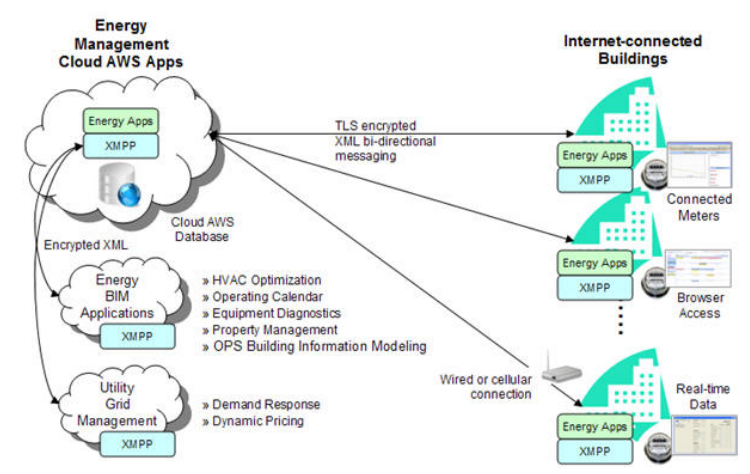 Energy
Management
Cloud AWS Apps
Internet-connected
Buildings
Energy Apps
XMPP
Cloud AWS
Database
TLS encrypted
XML bi-directional
messaging
Energy Apps
XMPP
Connected
Meters
Encrypted XML
Energy
BIM
Applications
XMPP
» HVAC Optimization
» Operating Calendar
» Equipment Diagnostics
» Property Management
» OPS Building Information Modeling
Energy Apps
XMPP
Browser
Access
Utility
Grid
Management
XMPP
» Demand Response
» Dynamic Pricing
Wired or cellular
connection
Energy Apps
XMPP
Real-time
Data